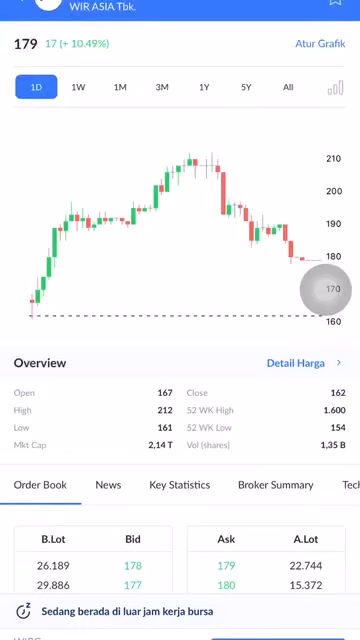 WIR ASIA Tbk.
179 17 (+ 10.49%) Atur Grafik
1D 1W 1M 3M 1Y 5Y All
210
200
190
180
170
160
Overview Detail Harga
Open 167 Close 162
High 212 52 WK High 1.600
Low 161 52 WK Low 154
Mkt Cap 2,14 T Vol (shares) 1,35 B
Order Book News Key Statistics Broker Summary Tech
B.Lot Bid Ask A.Lot
26.189 178 179 22.744
29.886 177 180 15.372
Sedang berada di luar jam kerja bursa